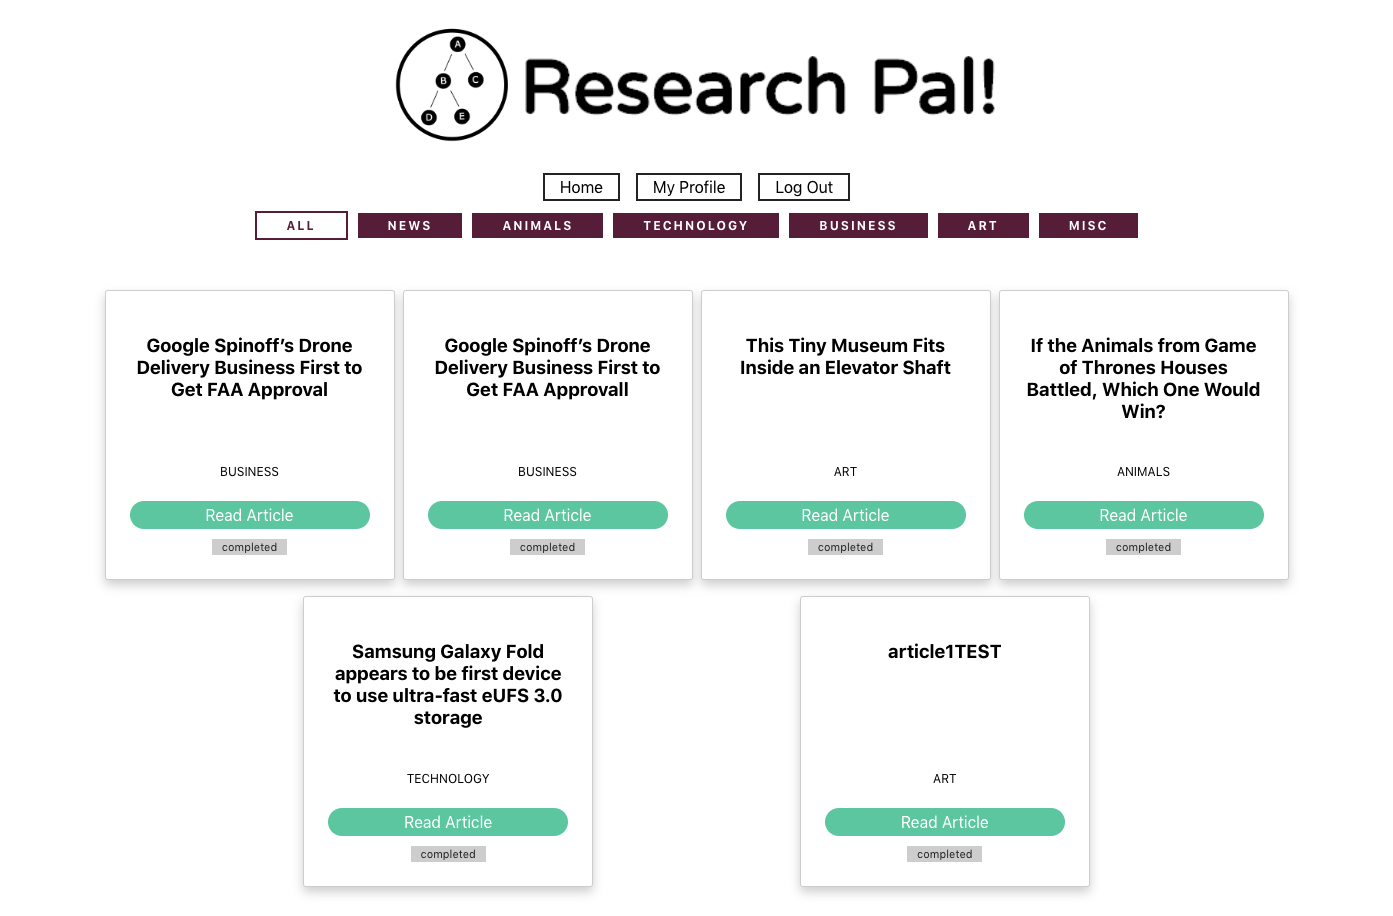 A
B C
D E
Research Pal!
Home My Profile Log Out
ALL NEWS ANIMALS TECHNOLOGY BUSINESS ART MISC
Google Spinoff’s Drone
Delivery Business First to
Get FAA Approval
BUSINESS
Read Article
completed
Google Spinoff’s Drone
Delivery Business First to
Get FAA Approvall
BUSINESS
Read Article
completed
This Tiny Museum Fits
Inside an Elevator Shaft
ART
Read Article
completed
If the Animals from Game
of Thrones Houses
Battled, Which One Would
Win?
ANIMALS
Read Article
completed
Samsung Galaxy Fold
appears to be first device
to use ultra-fast eUFS 3.0
storage
TECHNOLOGY
Read Article
completed
article1TEST
ART
Read Article
completed